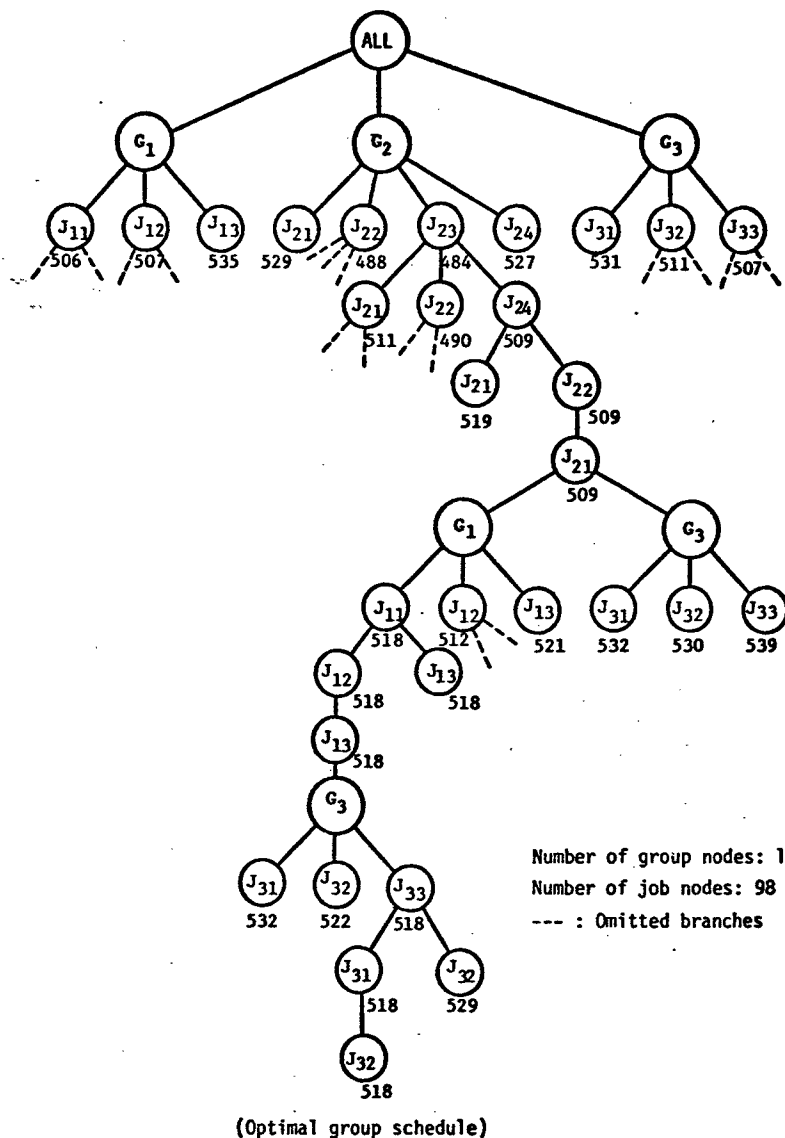 ALL
G1 G2 G3
J11 J12 J13 J21 J22 J23 J24 J31 J32 J33
506 507 535 529 488 484 527 531 511 507
J21 J22 J24
511 490 509
J21 J22
519 509
J21
509
G1 G3
J11 J12 J13 J31 J32 J33
518 512 521 532 530 539
J12 J13
518 518
J13
518
G3
Number of group nodes: 1
J31 J32 J33
Number of job nodes: 98
532 522 518
--- : Omitted branches
J31 J32
518 529
J32
518
(Optimal group schedule)